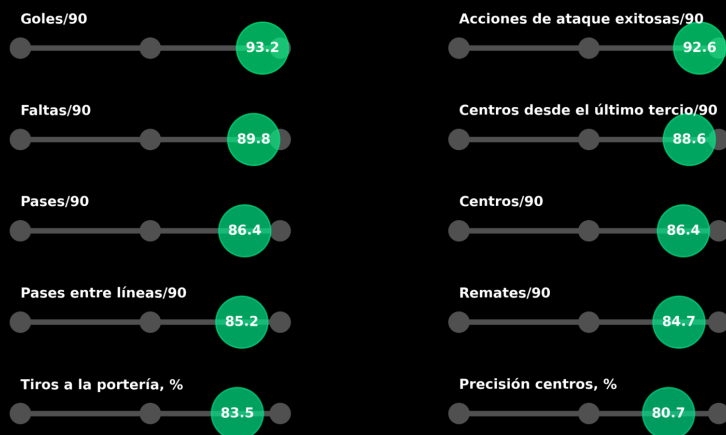 Goles/90
93.2
Acciones de ataque exitosas/90
92.6
Faltas/90
89.8
Centros desde el último tercio/90
88.6
Pases/90
86.4
Centros/90
86.4
Pases entre líneas/90
85.2
Remates/90
84.7
Tiros a la portería, %
83.5
Precisión centros, %
80.7